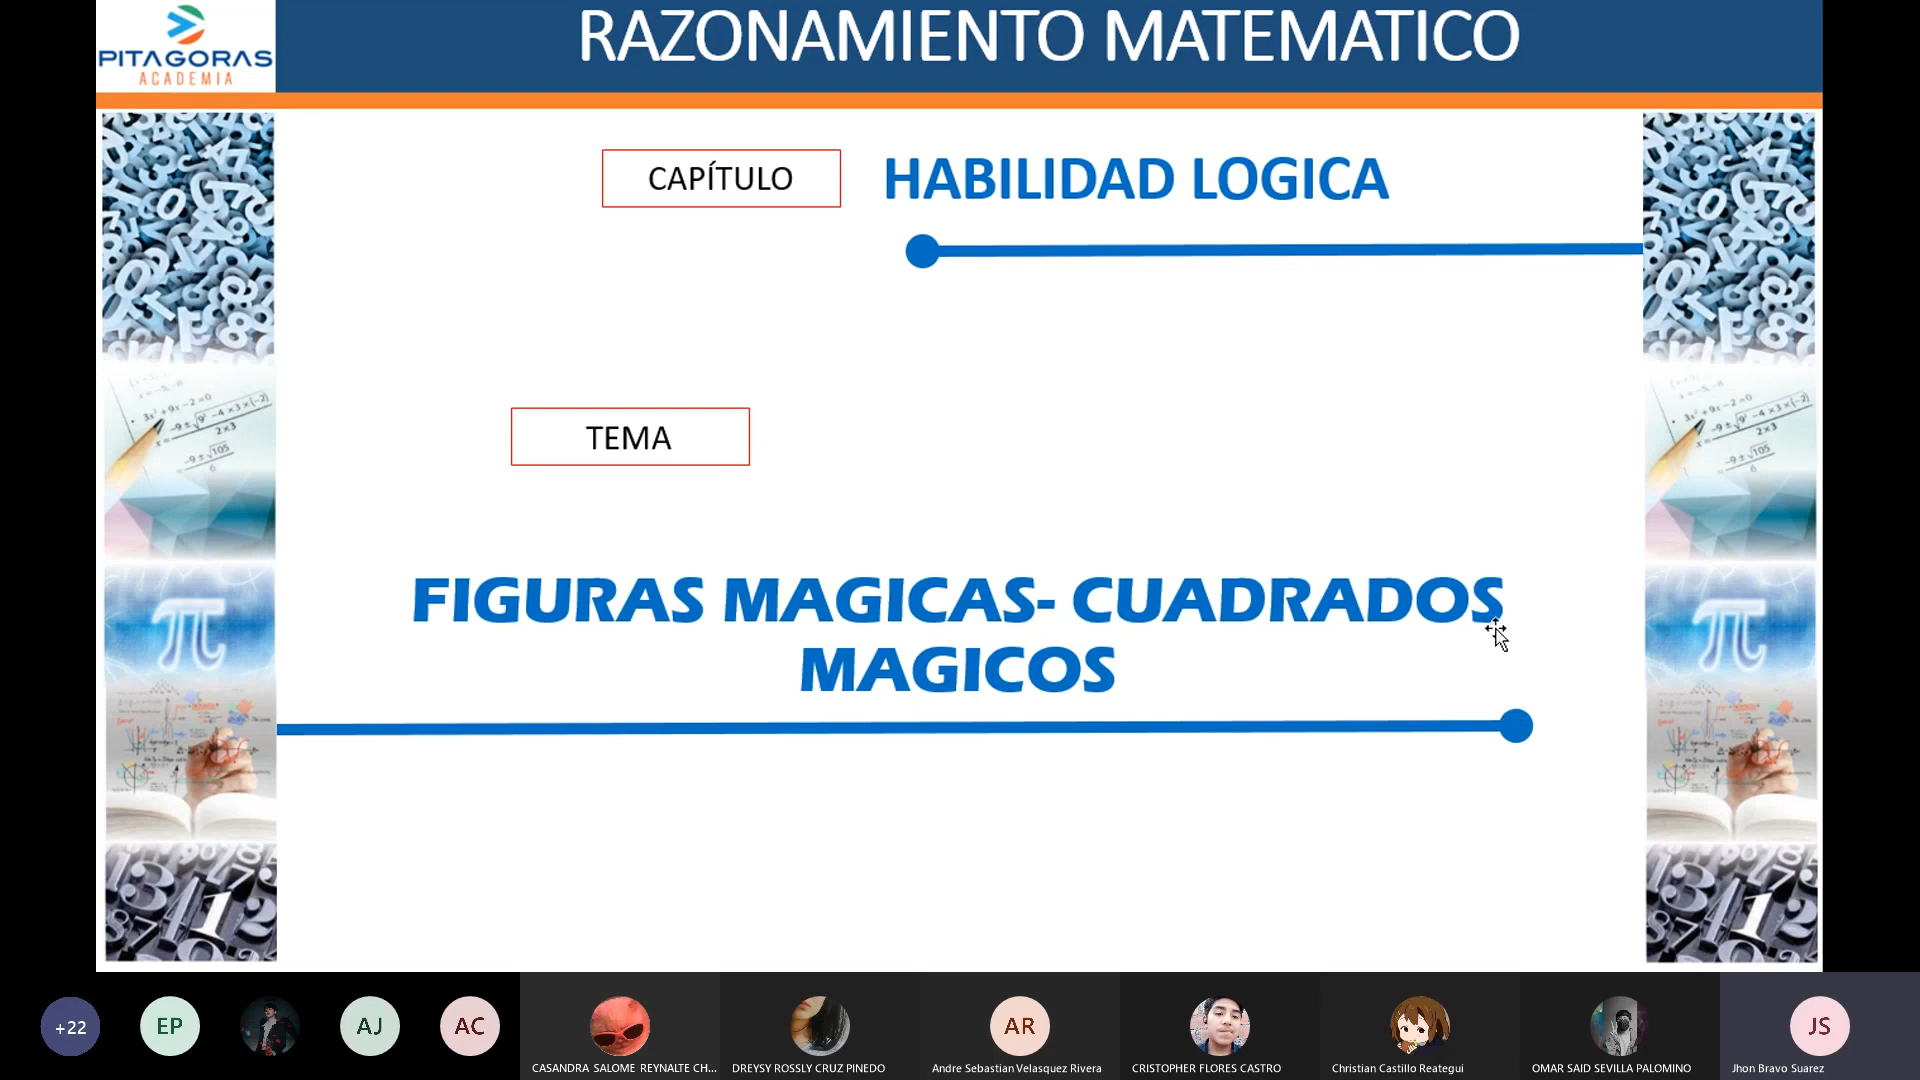 PITAGORAS
ACADEMIA
RAZONAMIENTO MATEMATICO
CAPÍTULO
HABILIDAD LOGICA
TEMA
FIGURAS MAGICAS- CUADRADOS
MAGICOS
+22
EP
AJ
AC
AR
JS
CASANDRA SALOME REYNALTE CH...
DREYSY ROSSLY CRUZ PINEDO
Andre Sebastian Velasquez Rivera
CRISTOPHER FLORES CASTRO
Christian Castillo Reategui
OMAR SAID SEVILLA PALOMINO
Jhon Bravo Suarez